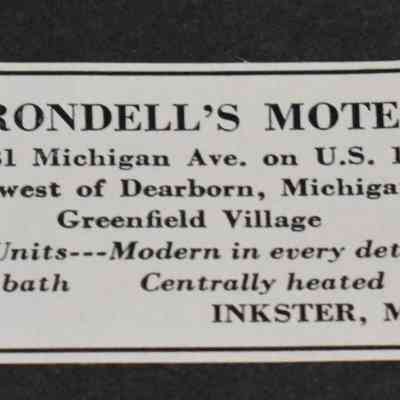 RONDELL'S MOTE
31 Michigan Ave. on U.S. 1
west of Dearborn, Michigan
Greenfield Village
Units---Modern in every det
bath Centrally heated
INKSTER, M